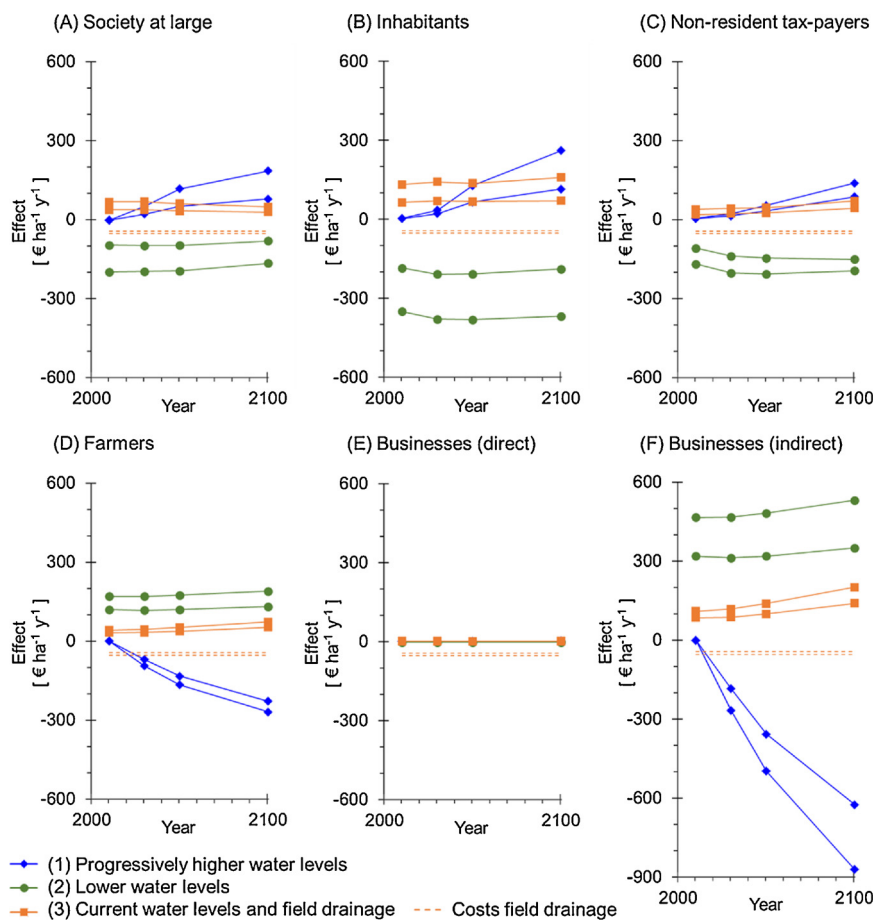 (A) Society at large
(B) Inhabitants
(C) Non-resident tax-payers
600
300
0
-300
-600
Effect
[ € ha-1 y-1 ]
2000
Year
2100
600
300
0
-300
-600
Effect
[ € ha-1 y-1 ]
2000
Year
2100
600
300
0
-300
-600
Effect
[ € ha-1 y-1 ]
2000
Year
2100
(D) Farmers
(E) Businesses (direct)
(F) Businesses (indirect)
600
300
0
-300
-600
Effect
[ € ha-1 y-1 ]
2000
Year
2100
600
300
0
-300
-600
Effect
[ € ha-1 y-1 ]
2000
Year
2100
600
300
0
-300
-600
-900
Effect
[ € ha-1 y-1 ]
2000
Year
2100
(1) Progressively higher water levels
(2) Lower water levels
(3) Current water levels and field drainage
Costs field drainage